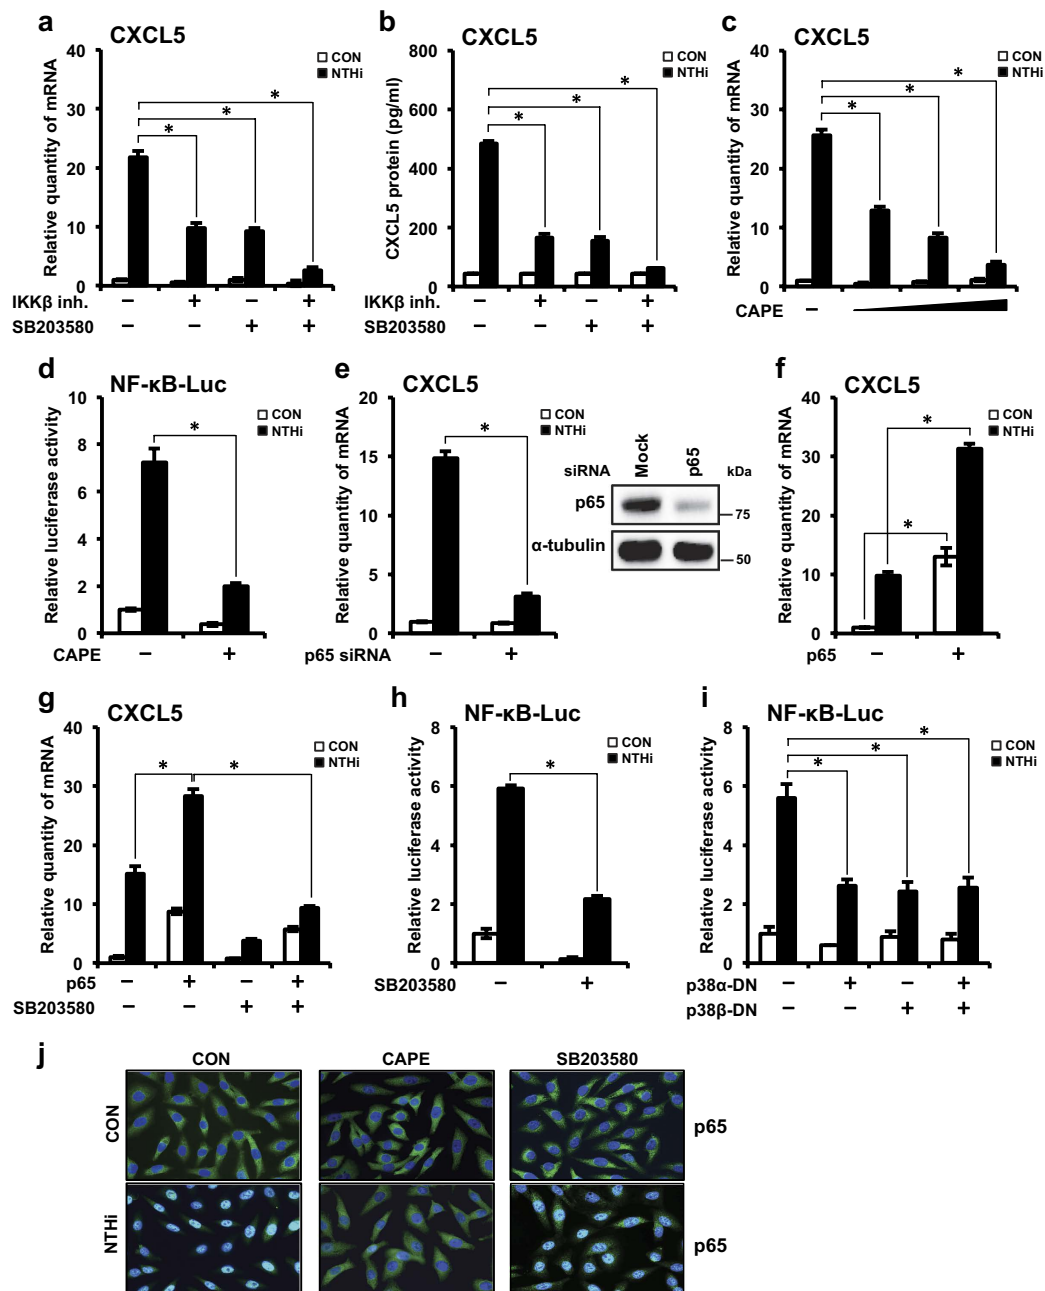 a
CXCL5
Relative quantity of mRNA
40
30
20
10
0
CON
NTHi
*
*
*
IKKβ inh.
− + − +
SB203580
− − + +
b
CXCL5
CXCL5 protein (pg/ml)
800
600
400
200
0
CON
NTHi
*
*
*
IKKβ inh.
− + − +
SB203580
− − + +
c
CXCL5
Relative quantity of mRNA
40
30
20
10
0
CON
NTHi
*
*
*
CAPE
−
d
NF-κB-Luc
Relative luciferase activity
10
8
6
4
2
0
CON
NTHi
*
CAPE
− +
e
CXCL5
Relative quantity of mRNA
20
15
10
5
0
CON
NTHi
*
p65 siRNA
− +
siRNA
Mock
p65
kDa
p65
75
α-tubulin
50
f
CXCL5
Relative quantity of mRNA
40
30
20
10
0
CON
NTHi
*
*
p65
− +
g
CXCL5
Relative quantity of mRNA
40
30
20
10
0
CON
NTHi
* *
p65
− + − +
SB203580
− − + +
h
NF-κB-Luc
Relative luciferase activity
8
6
4
2
0
CON
NTHi
*
SB203580
− +
i
NF-κB-Luc
Relative luciferase activity
8
6
4
2
0
CON
NTHi
*
*
*
p38α-DN
− + − +
p38β-DN
− − + +
j
CON CAPE SB203580
CON
p65
NTHi
p65